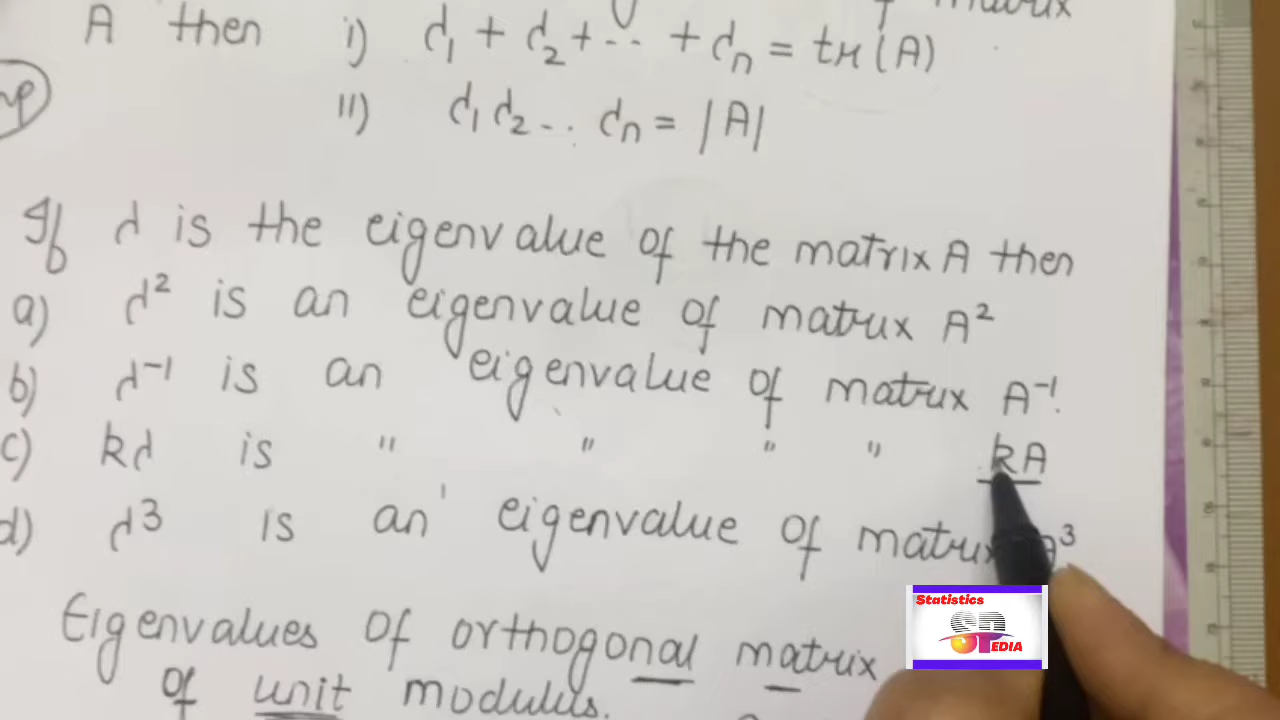 matrix
A then i) λ1 + λ2 + ... + λn = tr(A)
ii) λ1 λ2 ... λn = |A|
If λ is the eigenvalue of the matrix A then
a) λ² is an eigenvalue of matrix A²
b) λ⁻¹ is an eigenvalue of matrix A⁻¹.
c) kλ is " " " " kA
d) λ³ is an eigenvalue of matrix A³
Eigenvalues of orthogonal matrix
of unit modulus.
Statistics